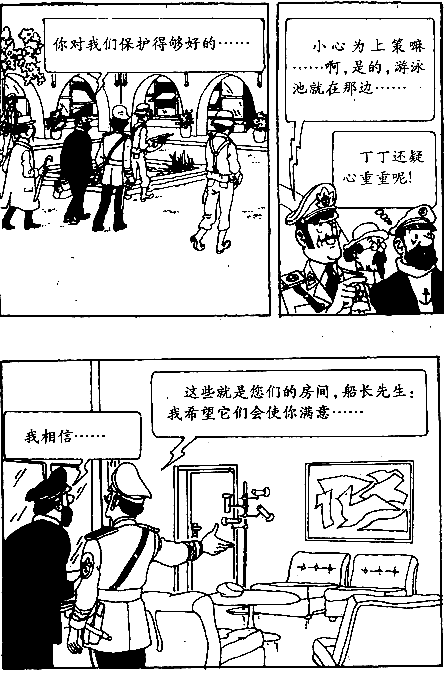 你对我们保护得够好的……
小心为上策嘛
……啊，是的，游泳
池就在那边……
丁丁还疑
心重重呢！
我相信……
这些就是您们的房间，船长先生：
我希望它们会使你满意……